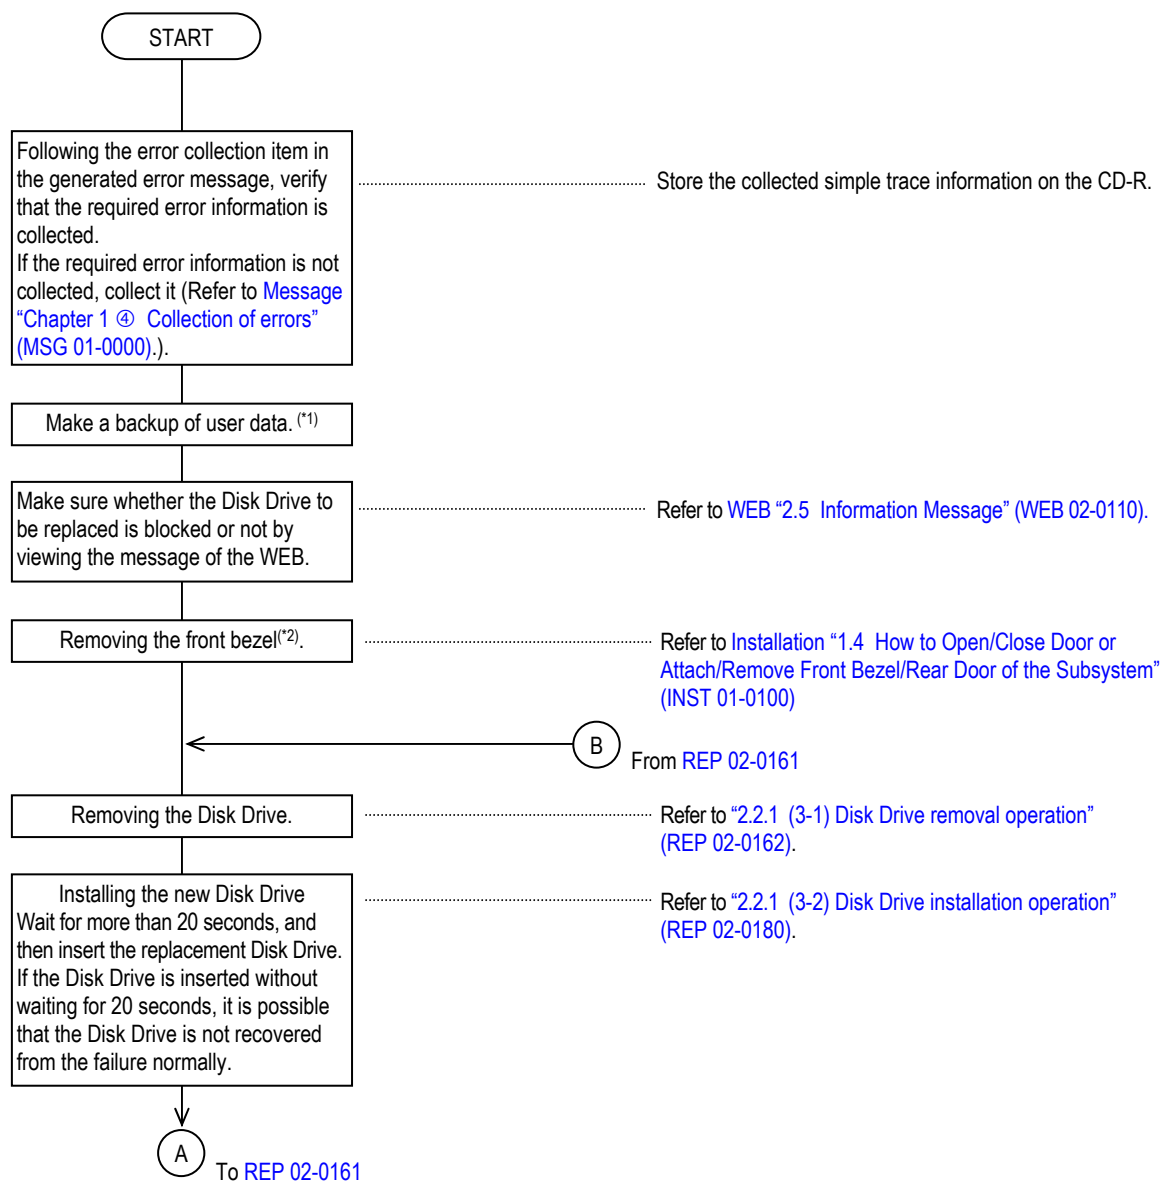 START
Following the error collection item in
the generated error message, verify
that the required error information is
collected.
If the required error information is not
collected, collect it (Refer to Message
“Chapter 1 ④ Collection of errors”
(MSG 01-0000).).
Store the collected simple trace information on the CD-R.
Make a backup of user data. (*1)
Make sure whether the Disk Drive to
be replaced is blocked or not by
viewing the message of the WEB.
Refer to WEB “2.5 Information Message” (WEB 02-0110).
Removing the front bezel(*2).
Refer to Installation “1.4 How to Open/Close Door or
Attach/Remove Front Bezel/Rear Door of the Subsystem”
(INST 01-0100)
B
From REP 02-0161
Removing the Disk Drive.
Refer to “2.2.1 (3-1) Disk Drive removal operation”
(REP 02-0162).
Installing the new Disk Drive
Wait for more than 20 seconds, and
then insert the replacement Disk Drive.
If the Disk Drive is inserted without
waiting for 20 seconds, it is possible
that the Disk Drive is not recovered
from the failure normally.
Refer to “2.2.1 (3-2) Disk Drive installation operation”
(REP 02-0180).
A
To REP 02-0161